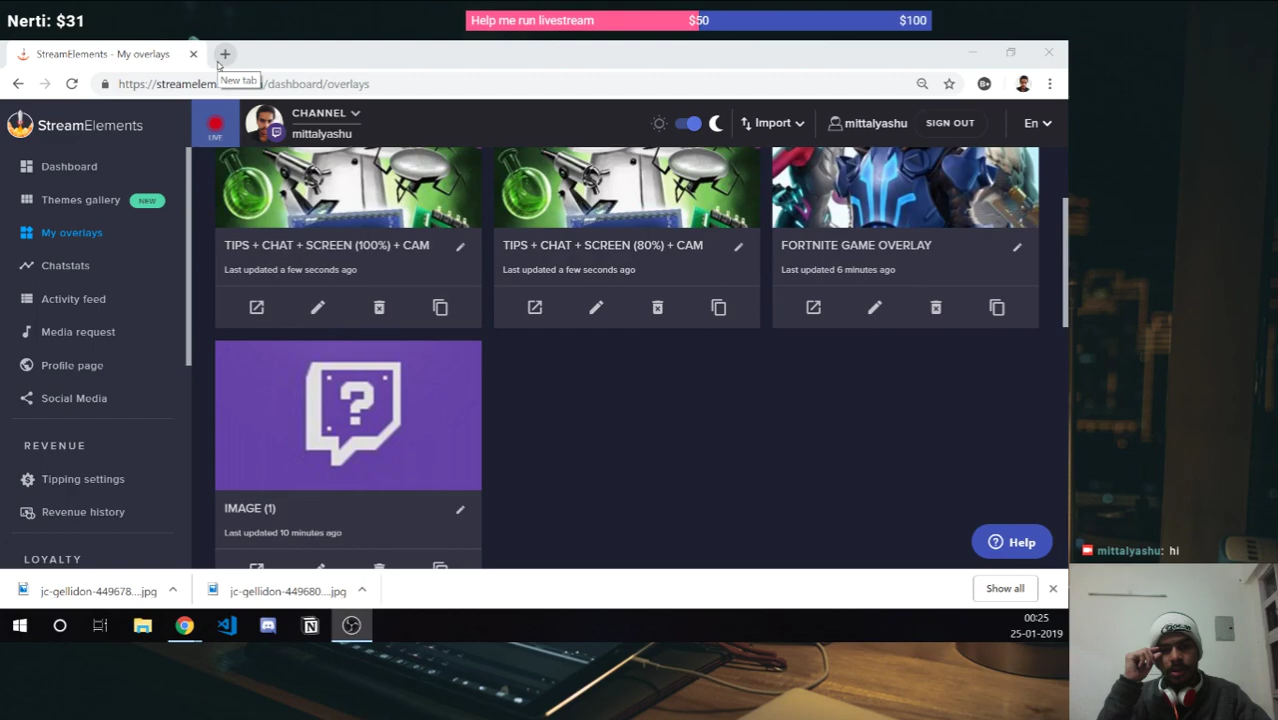 Nerti: $31
Help me run livestream $50 $100
StreamElements - My overlays
New tab
https://streamelem /dashboard/overlays
StreamElements
LIVE
CHANNEL
mittalyashu
Import
mittalyashu
SIGN OUT
En
Dashboard
Themes gallery NEW
My overlays
Chatstats
Activity feed
Media request
Profile page
Social Media
REVENUE
Tipping settings
Revenue history
LOYALTY
TIPS + CHAT + SCREEN (100%) + CAM
Last updated a few seconds ago
TIPS + CHAT + SCREEN (80%) + CAM
Last updated a few seconds ago
FORTNITE GAME OVERLAY
Last updated 6 minutes ago
IMAGE (1)
Last updated 10 minutes ago
Help
mittalyashu: hi
jc-gellidon-449678....jpg
jc-gellidon-449680....jpg
Show all
00:25
25-01-2019